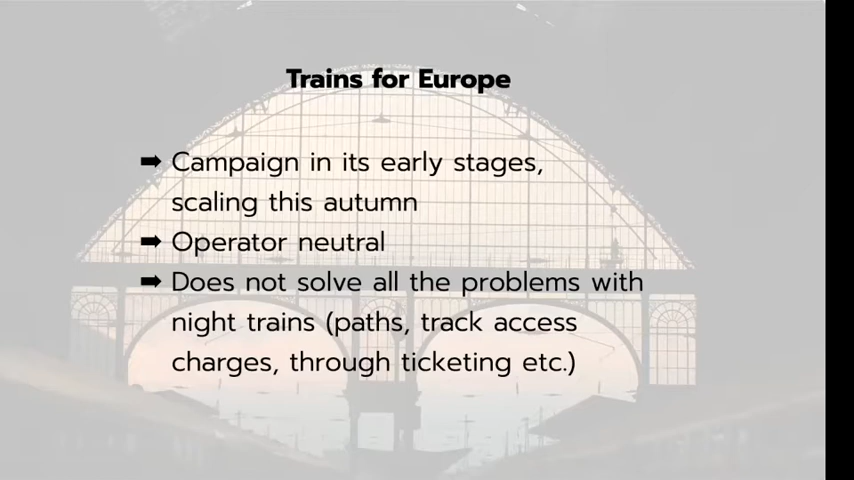 Trains for Europe
➡ Campaign in its early stages,
scaling this autumn
➡ Operator neutral
➡ Does not solve all the problems with
night trains (paths, track access
charges, through ticketing etc.)